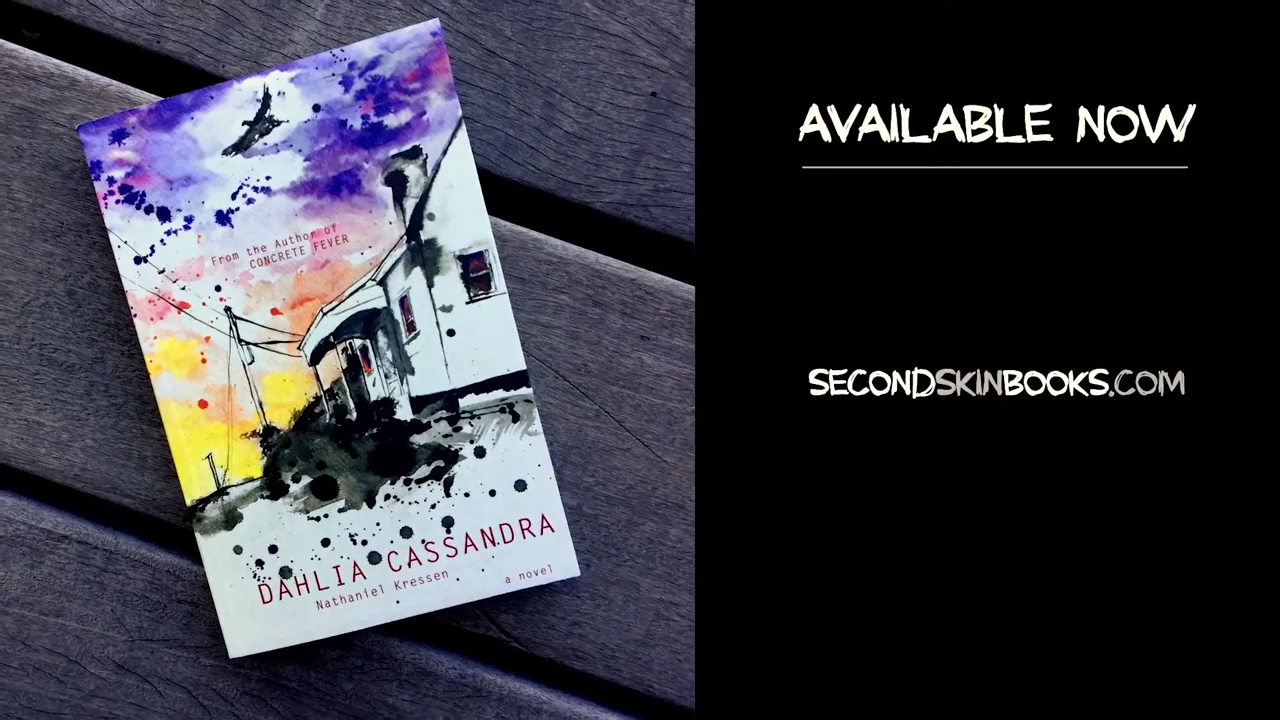 From the Author of
CONCRETE FEVER
DAHLIA CASSANDRA
Nathaniel Kressen
a novel
AVAILABLE NOW
SECONDSKINBOOKS.COM